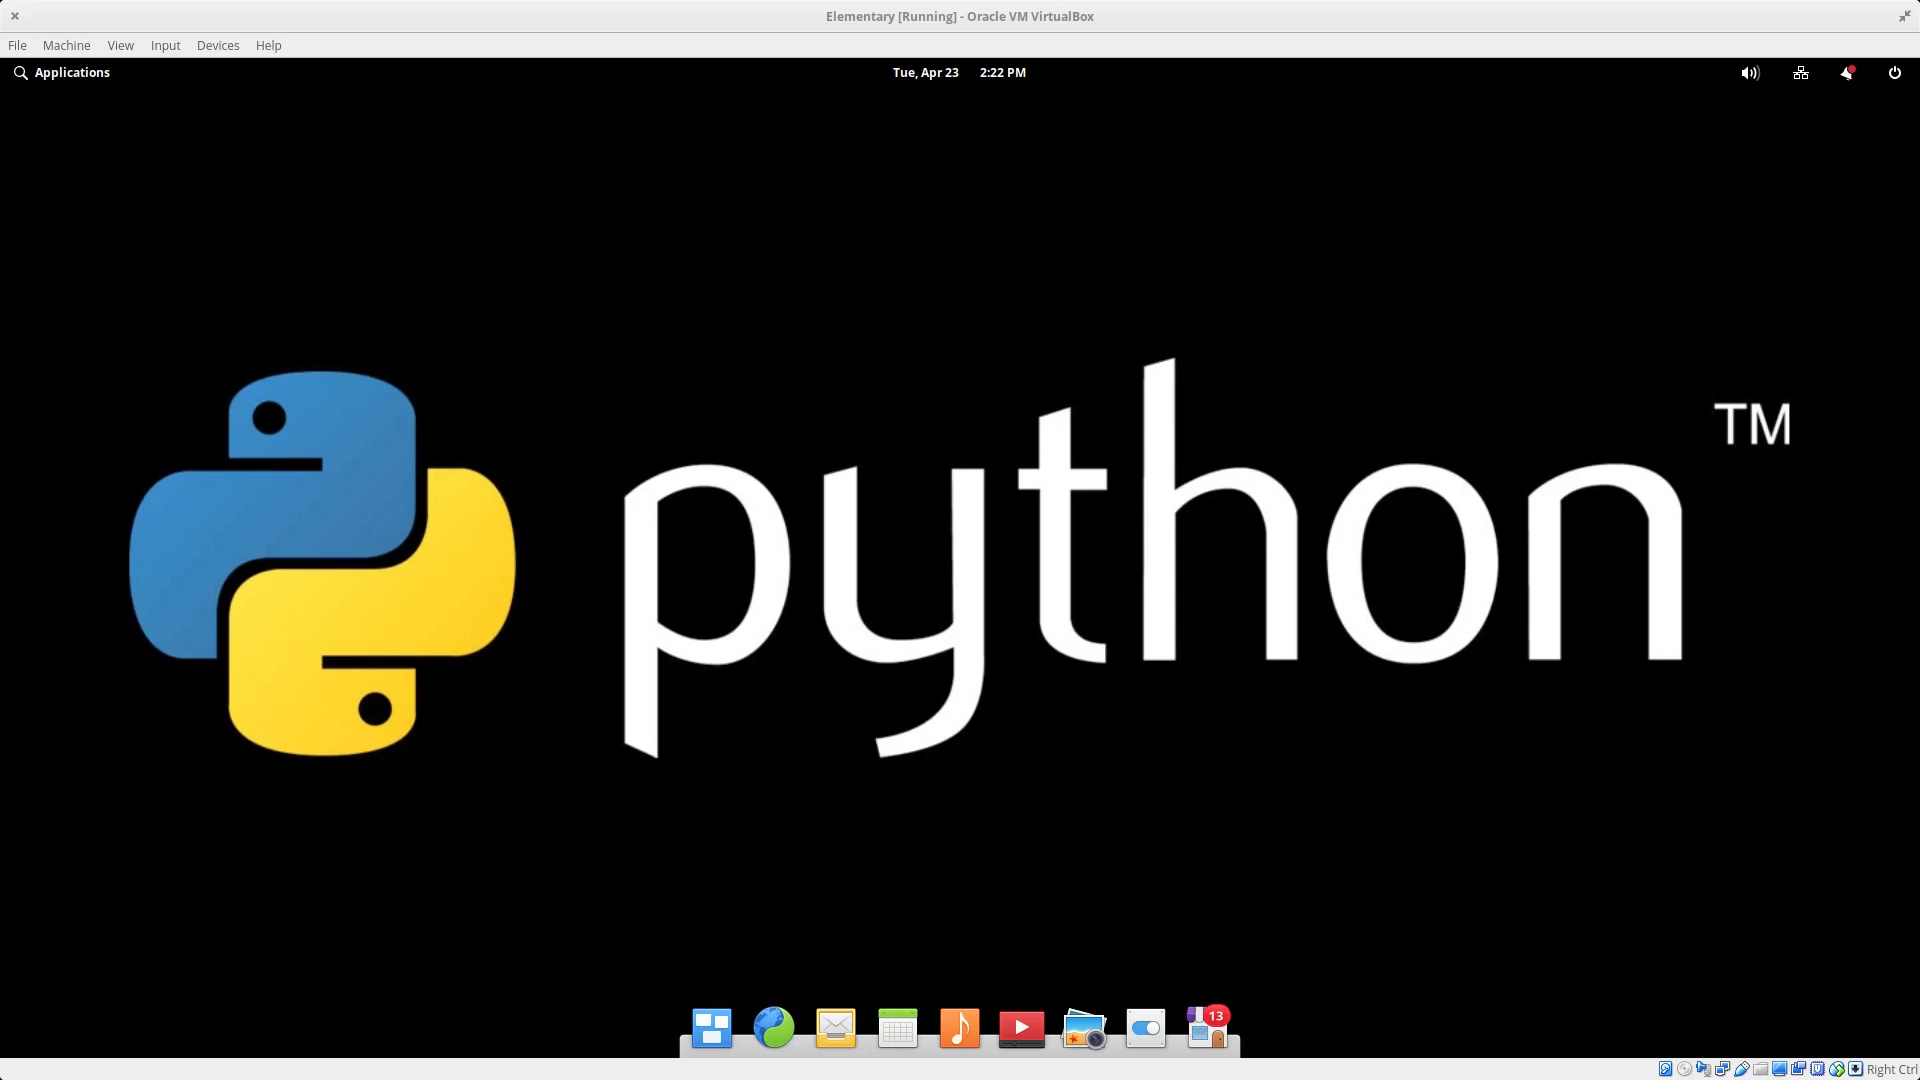 Elementary [Running] - Oracle VM VirtualBox
File Machine View Input Devices Help
Applications Tue, Apr 23 2:22 PM
python TM
13
Right Ctrl